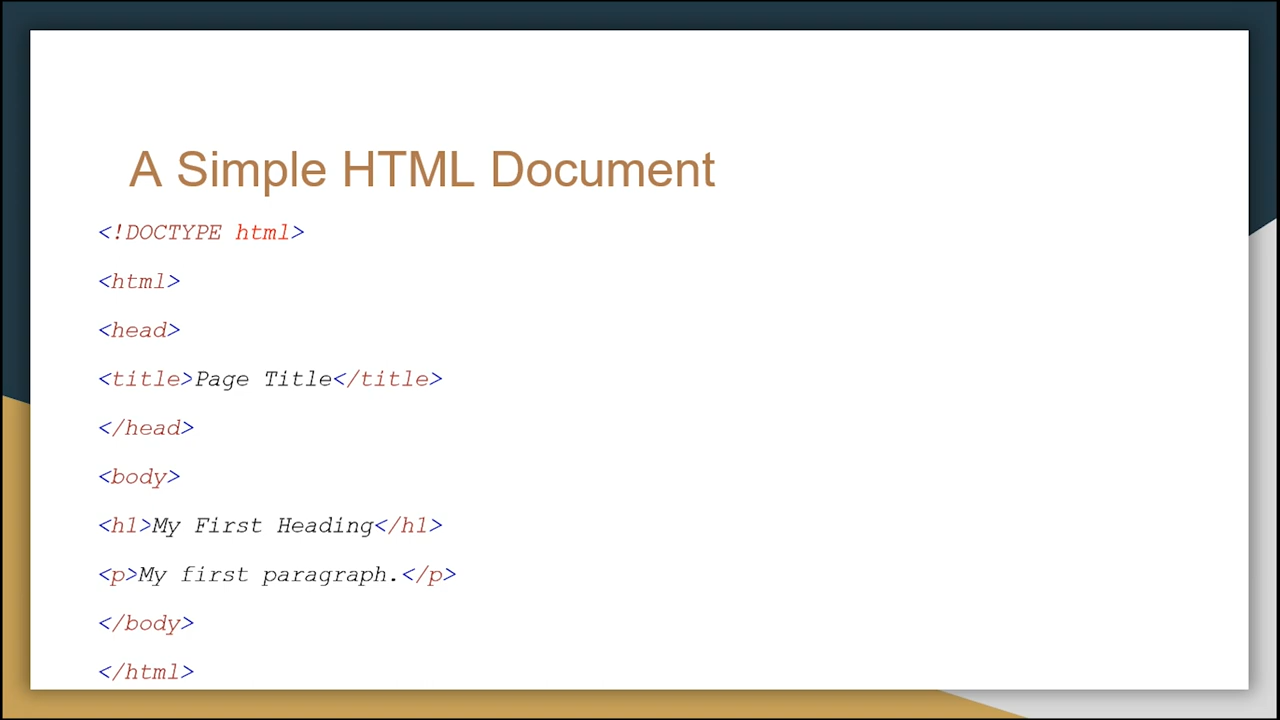 A Simple HTML Document
<!DOCTYPE html>
<html>
<head>
<title>Page Title</title>
</head>
<body>
<h1>My First Heading</h1>
<p>My first paragraph.</p>
</body>
</html>